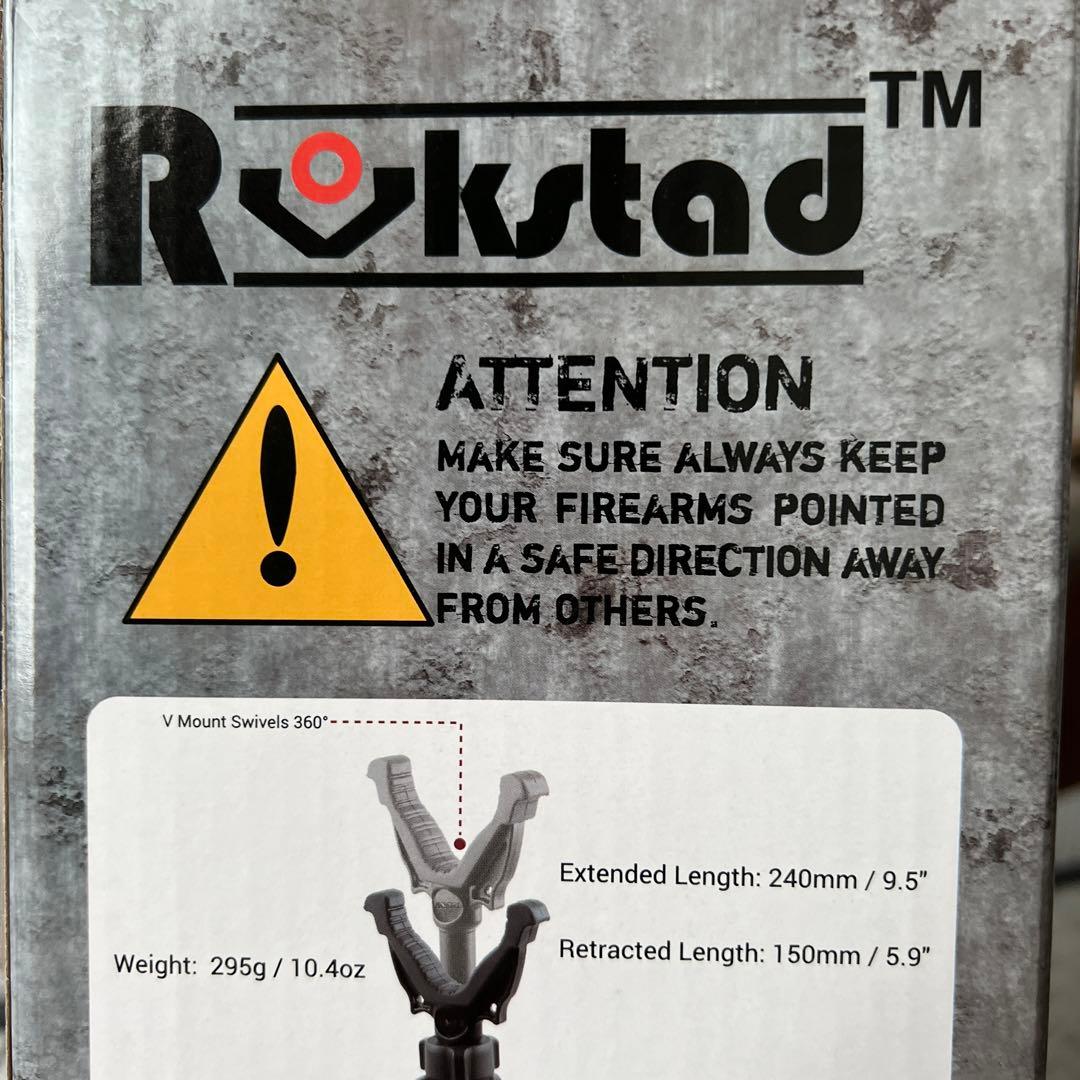 Rokstad™
ATTENTION
MAKE SURE ALWAYS KEEP
YOUR FIREARMS POINTED
IN A SAFE DIRECTION AWAY
FROM OTHERS.
V Mount Swivels 360°
Extended Length: 240mm / 9.5"
Retracted Length: 150mm / 5.9"
Weight: 295g / 10.4oz